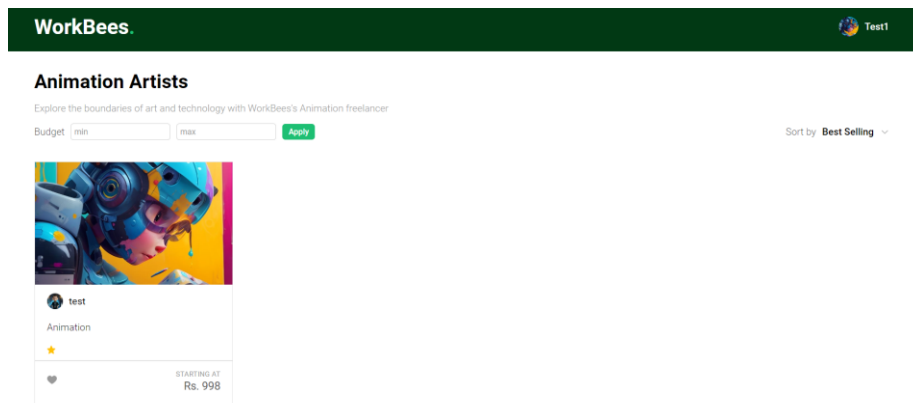 WorkBees.
Test1
Animation Artists
Explore the boundaries of art and technology with WorkBees's Animation freelancer
Budget min max Apply
Sort by Best Selling
test
Animation
STARTING AT
Rs. 998